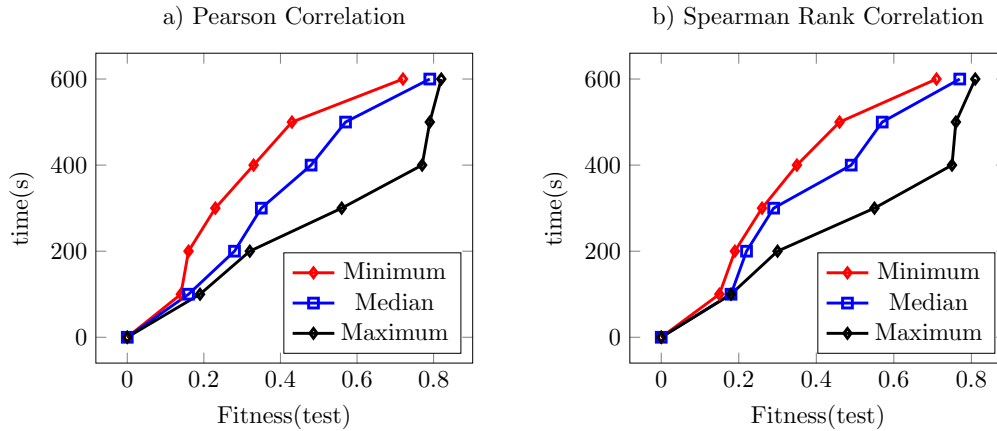 a) Pearson Correlation
600
400
200
0
time(s)
0
0.2
0.4
0.6
0.8
Fitness(test)
Minimum
Median
Maximum
b) Spearman Rank Correlation
600
400
200
0
time(s)
0
0.2
0.4
0.6
0.8
Fitness(test)
Minimum
Median
Maximum